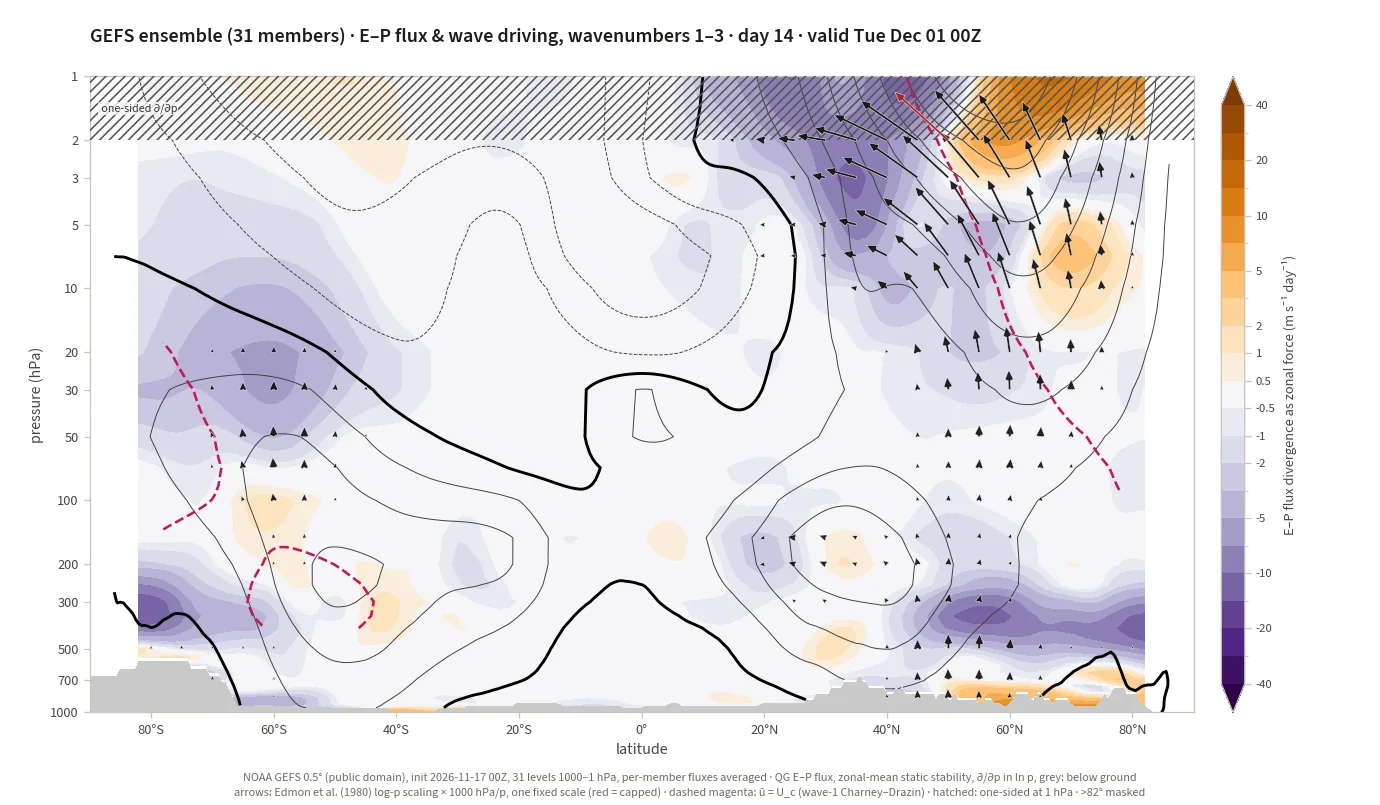 GEFS ensemble (31 members) · E–P flux & wave driving, wavenumbers 1–3 · day 14 · valid Tue Dec 01 00Z
one-sided ∂/∂p
1
2
3
5
10
20
30
50
100
200
300
500
700
1000
pressure (hPa)
80°S
60°S
40°S
20°S
0°
20°N
40°N
60°N
80°N
latitude
40
20
10
5
2
1
0.5
-0.5
-1
-2
-5
-10
-20
-40
E–P flux divergence as zonal force (m s⁻¹ day⁻¹)
NOAA GEFS 0.5° (public domain), init 2026-11-17 00Z, 31 levels 1000–1 hPa, per-member fluxes averaged · QG E–P flux, zonal-mean static stability, ∂/∂p in ln p, grey: below ground
arrows: Edmon et al. (1980) log-p scaling × 1000 hPa/p, one fixed scale (red = capped) · dashed magenta: ū = U_c (wave-1 Charney–Drazin) · hatched: one-sided at 1 hPa · >82° masked